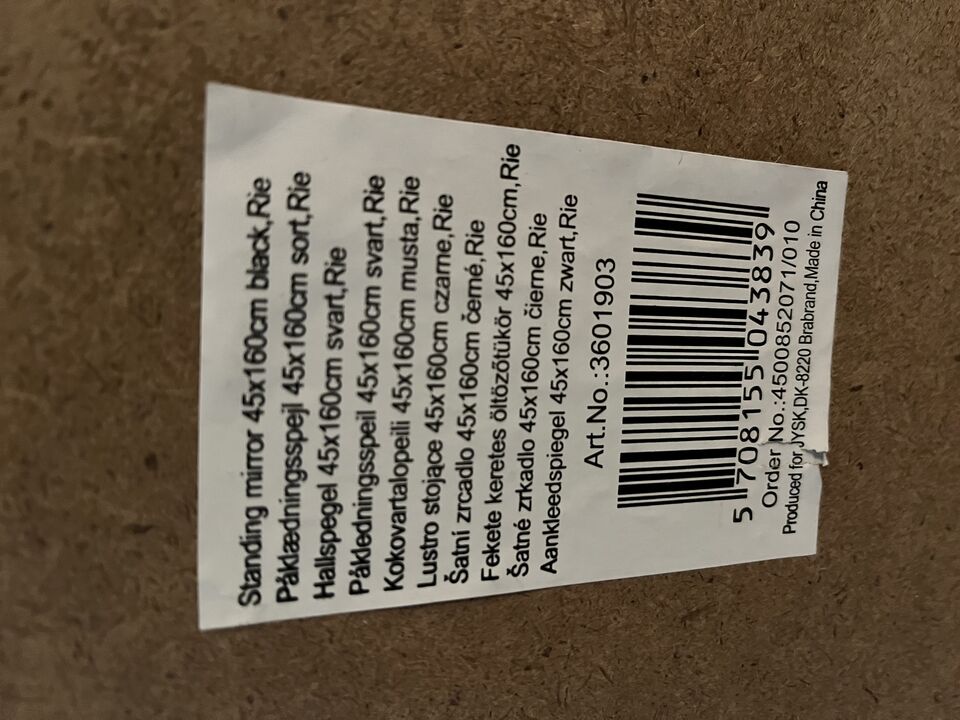 Standing mirror 45x160cm black,Rie
Påklædningsspejl 45x160cm sort,Rie
Hallspegel 45x160cm svart,Rie
Påkledningsspeil 45x160cm svart,Rie
Kokovartalopeili 45x160cm musta,Rie
Lustro stojące 45x160cm czarne,Rie
Šatní zrcadlo 45x160cm černé,Rie
Fekete keretes öltözőtükör 45x160cm,Rie
Šatné zrkadlo 45x160cm čierne,Rie
Aankleedspiegel 45x160cm zwart,Rie
Art.No.:3601903
5 708155 043839
Order No.:4500852071/010
Produced for JYSK,DK-8220 Brabrand,Made in China